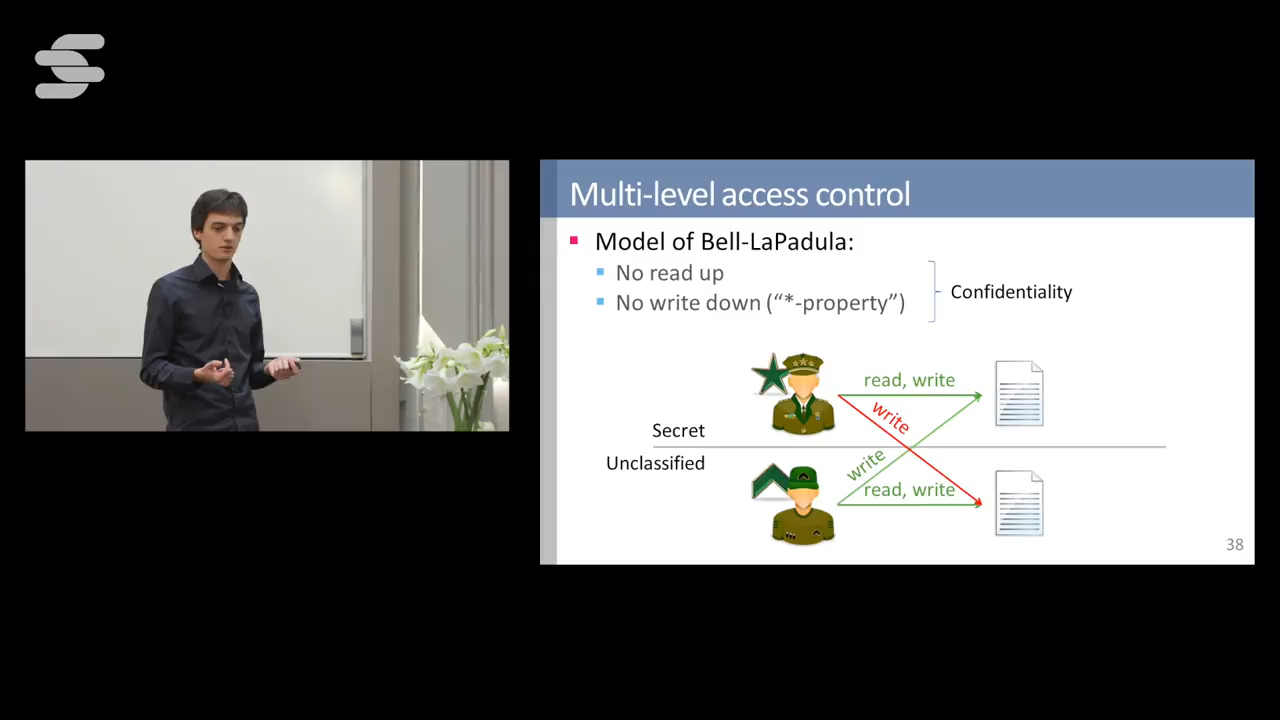 Multi-level access control
Model of Bell-LaPadula:
No read up
No write down (“*-property”)
Confidentiality
read, write
write
Secret
Unclassified
write
read, write
38